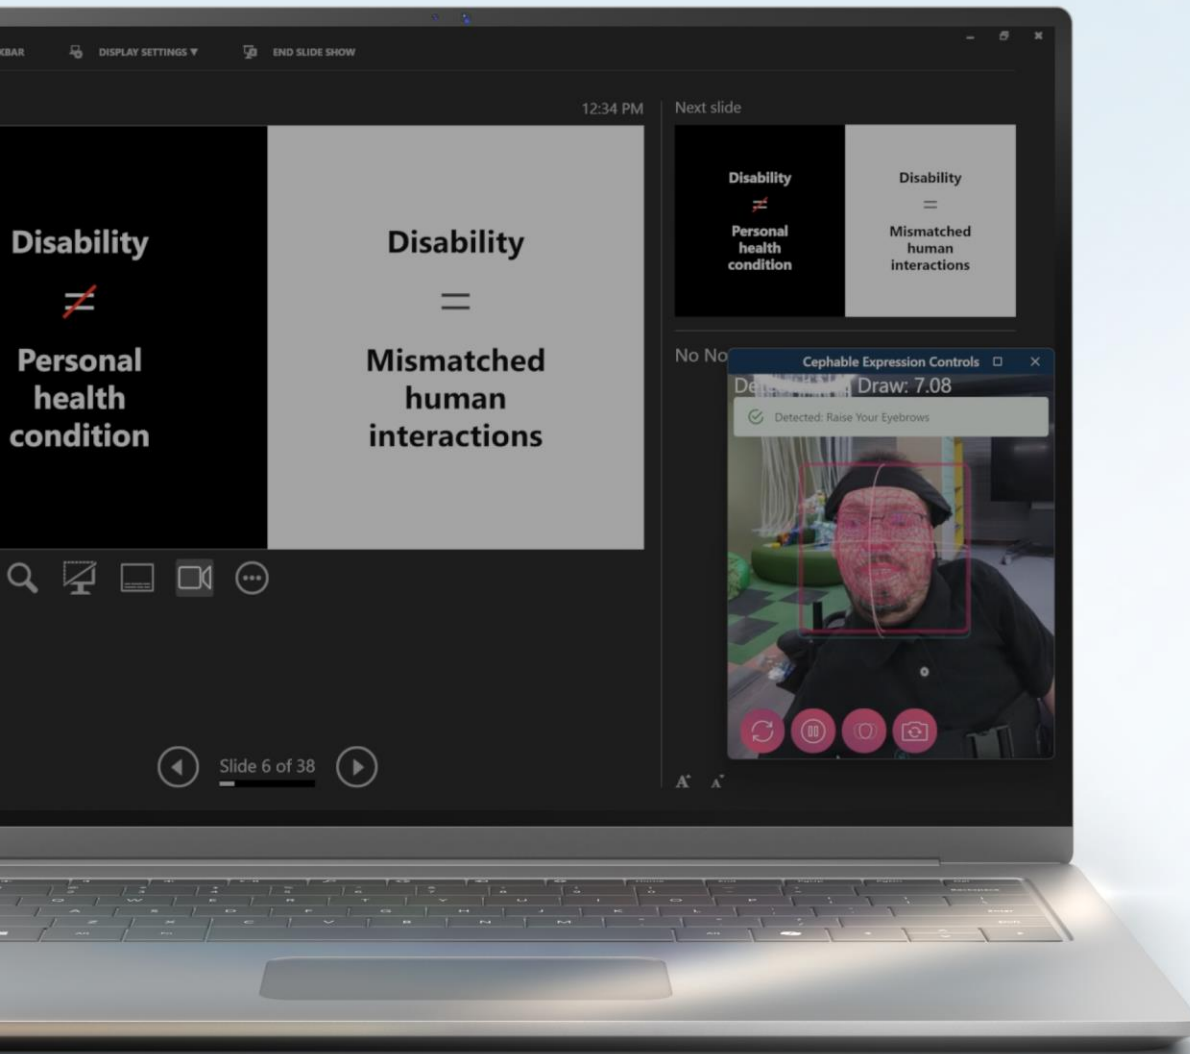 DISPLAY SETTINGS ▼
END SLIDE SHOW
12:34 PM
Disability
≠
Personal
health
condition
Disability
=
Mismatched
human
interactions
Slide 6 of 38
Next slide
Disability
≠
Personal
health
condition
Disability
=
Mismatched
human
interactions
No
Cephable Expression Controls
Draw: 7.08
Detected: Raise Your Eyebrows
A A